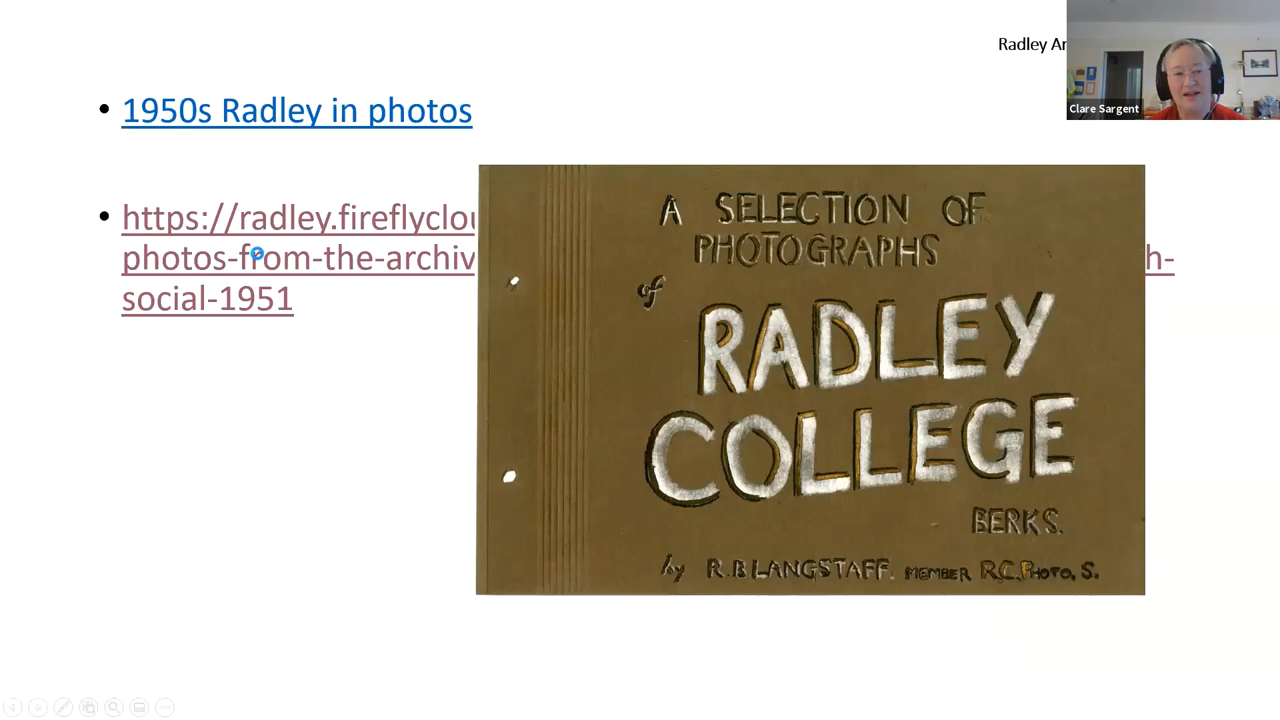 Radley Ar
Clare Sargent
• 1950s Radley in photos
• https://radley.fireflyclou
photos-from-the-archiv h-
social-1951
A SELECTION OF
PHOTOGRAPHS
of
RADLEY
COLLEGE
BERKS.
by R.B LANGSTAFF. MEMBER R.C. PHOTO. S.